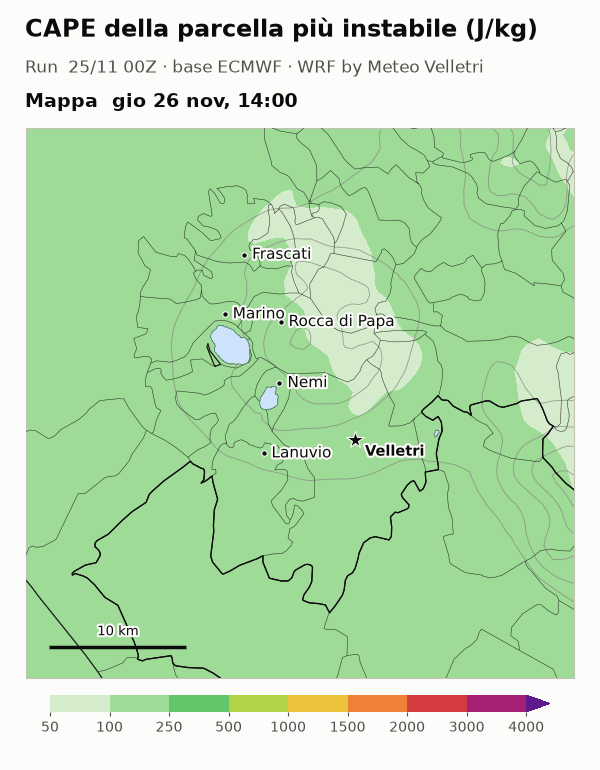 CAPE della parcella più instabile (J/kg)
Run  25/11 00Z · base ECMWF · WRF by Meteo Velletri
Mappa  gio 26 nov, 14:00
Frascati
Marino
Rocca di Papa
Nemi
Lanuvio
Velletri
10 km
50 100 250 500 1000 1500 2000 3000 4000